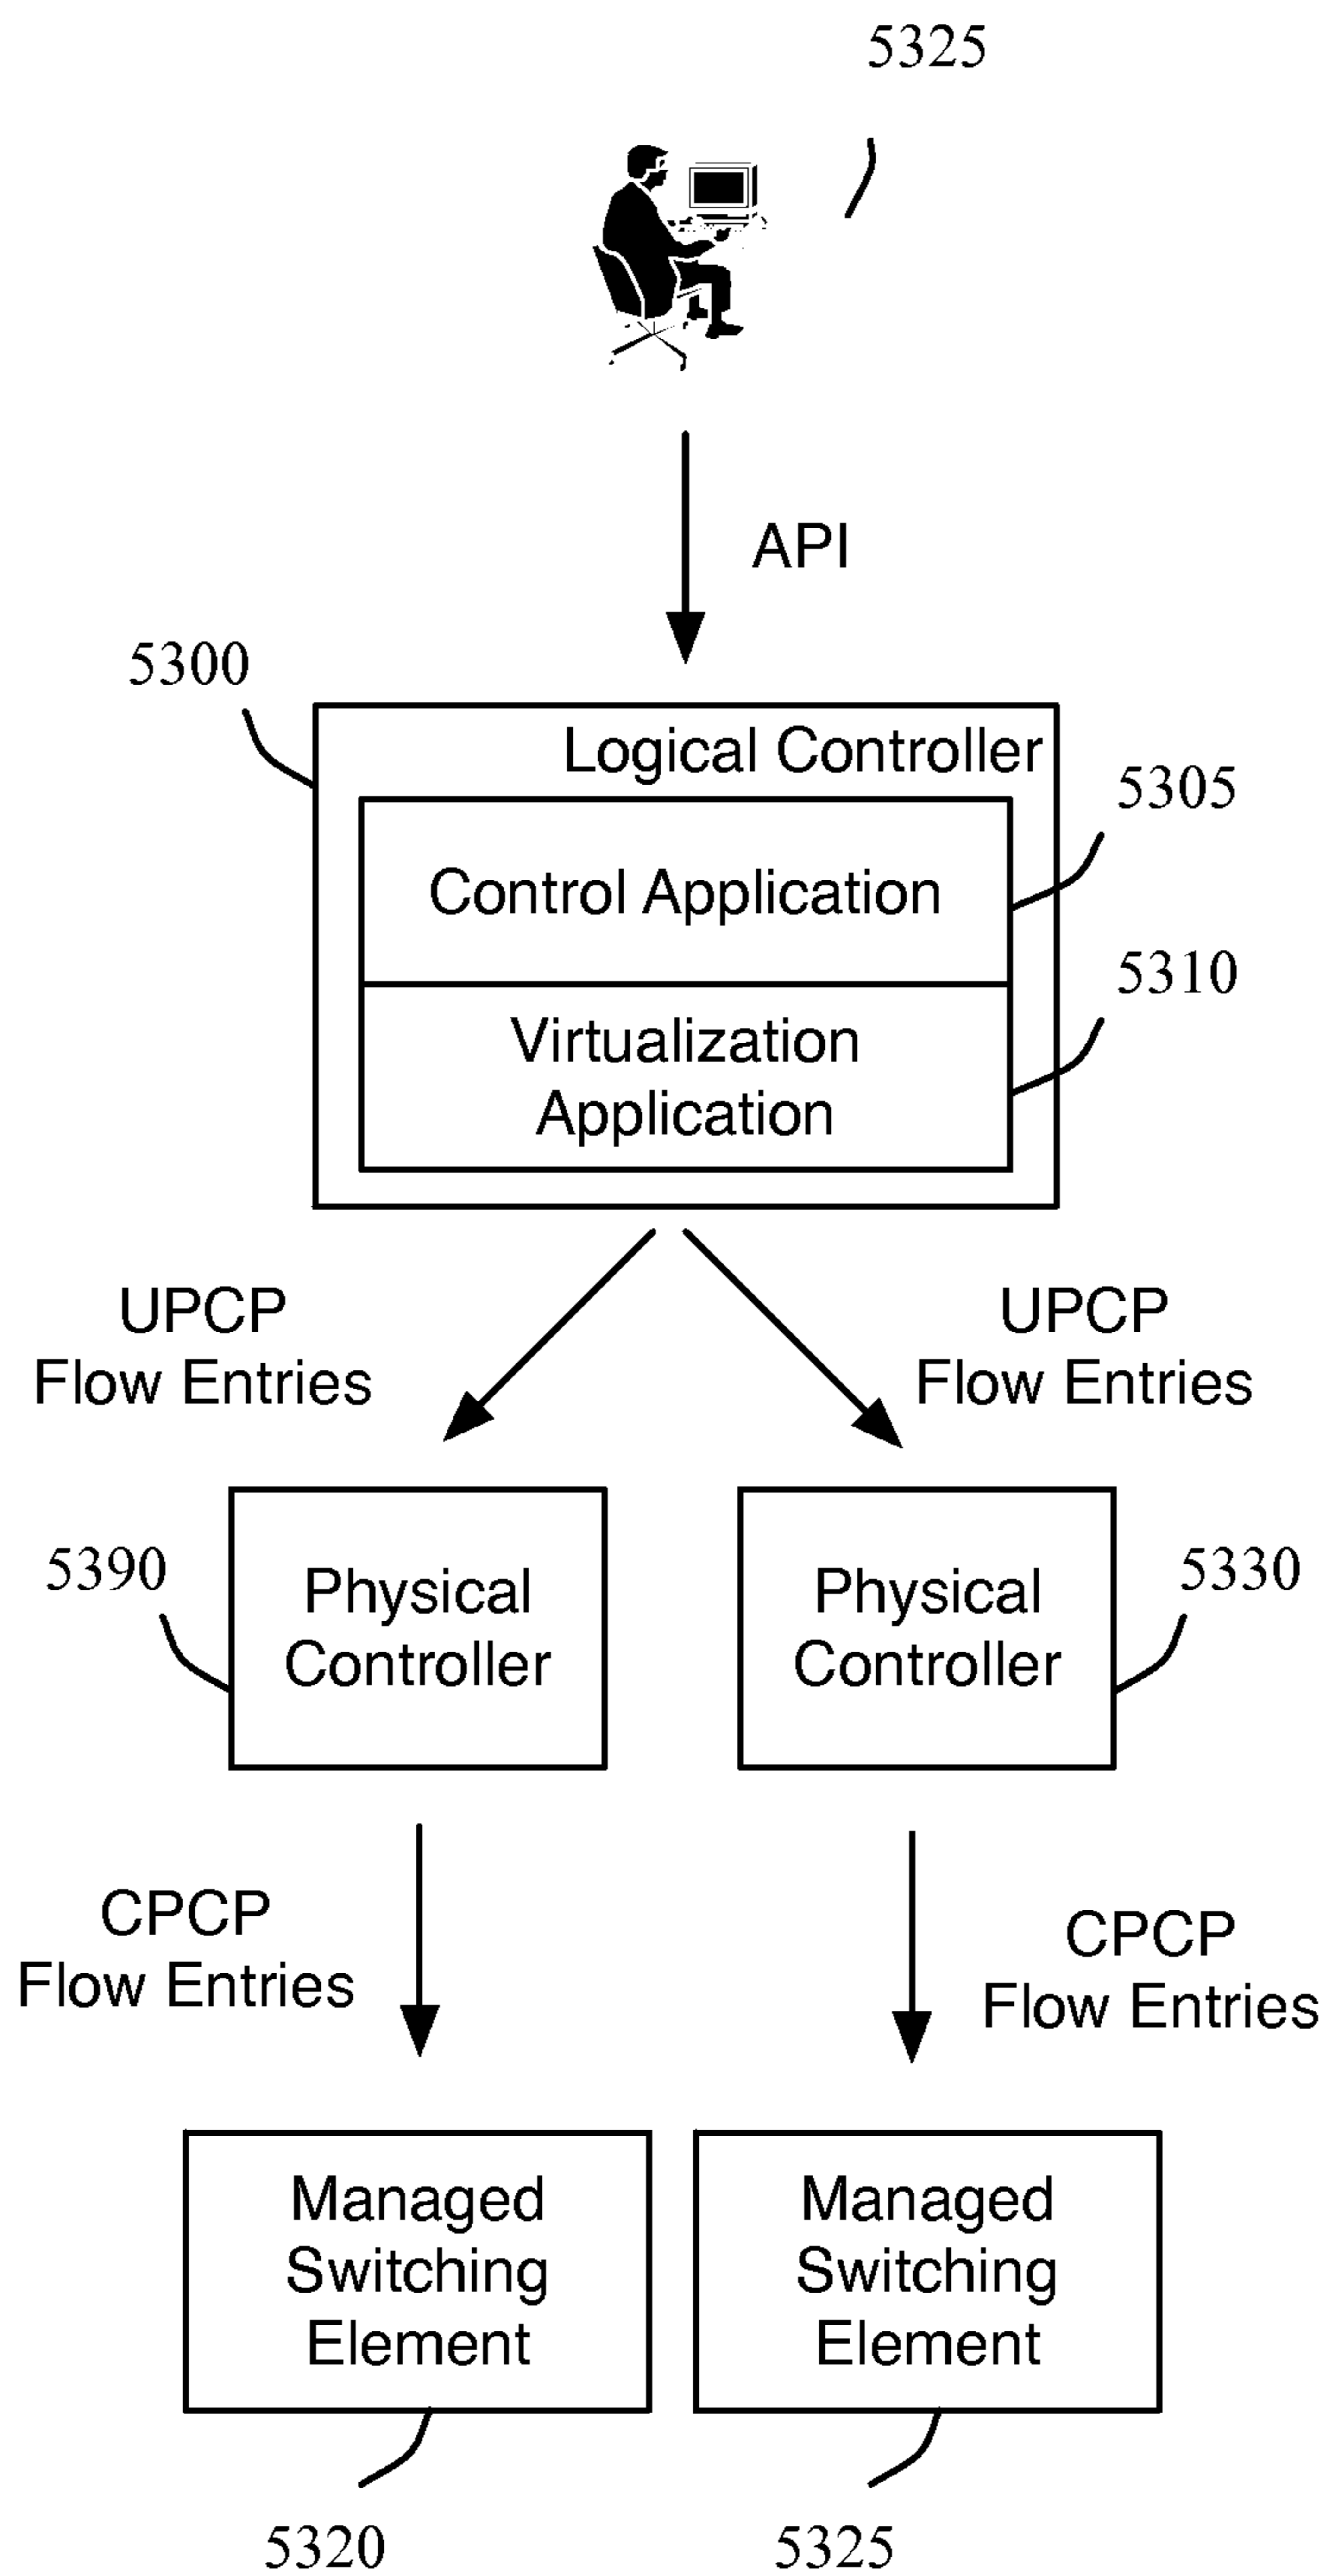 5325
API
5300
Logical Controller
5305
Control Application
5310
Virtualization
Application
UPCP
Flow Entries
UPCP
Flow Entries
5390
Physical
Controller
Physical
Controller
5330
CPCP
Flow Entries
CPCP
Flow Entries
Managed
Switching
Element
Managed
Switching
Element
5320
5325